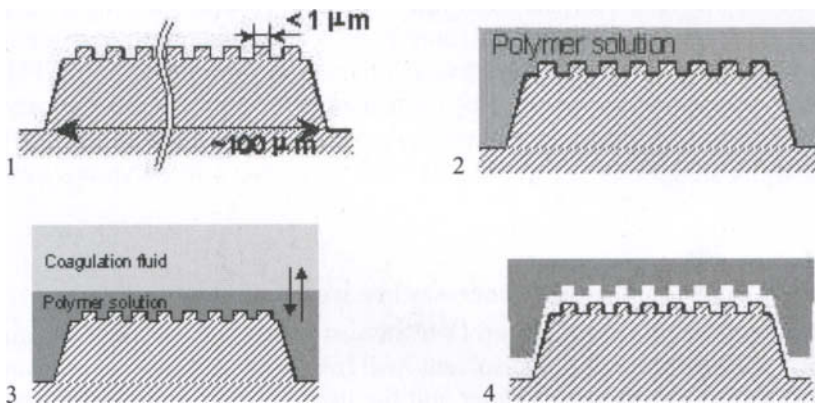 < 1 μm
~100 μm
1
Polymer solution
2
Coagulation fluid
Polymer solution
3
4